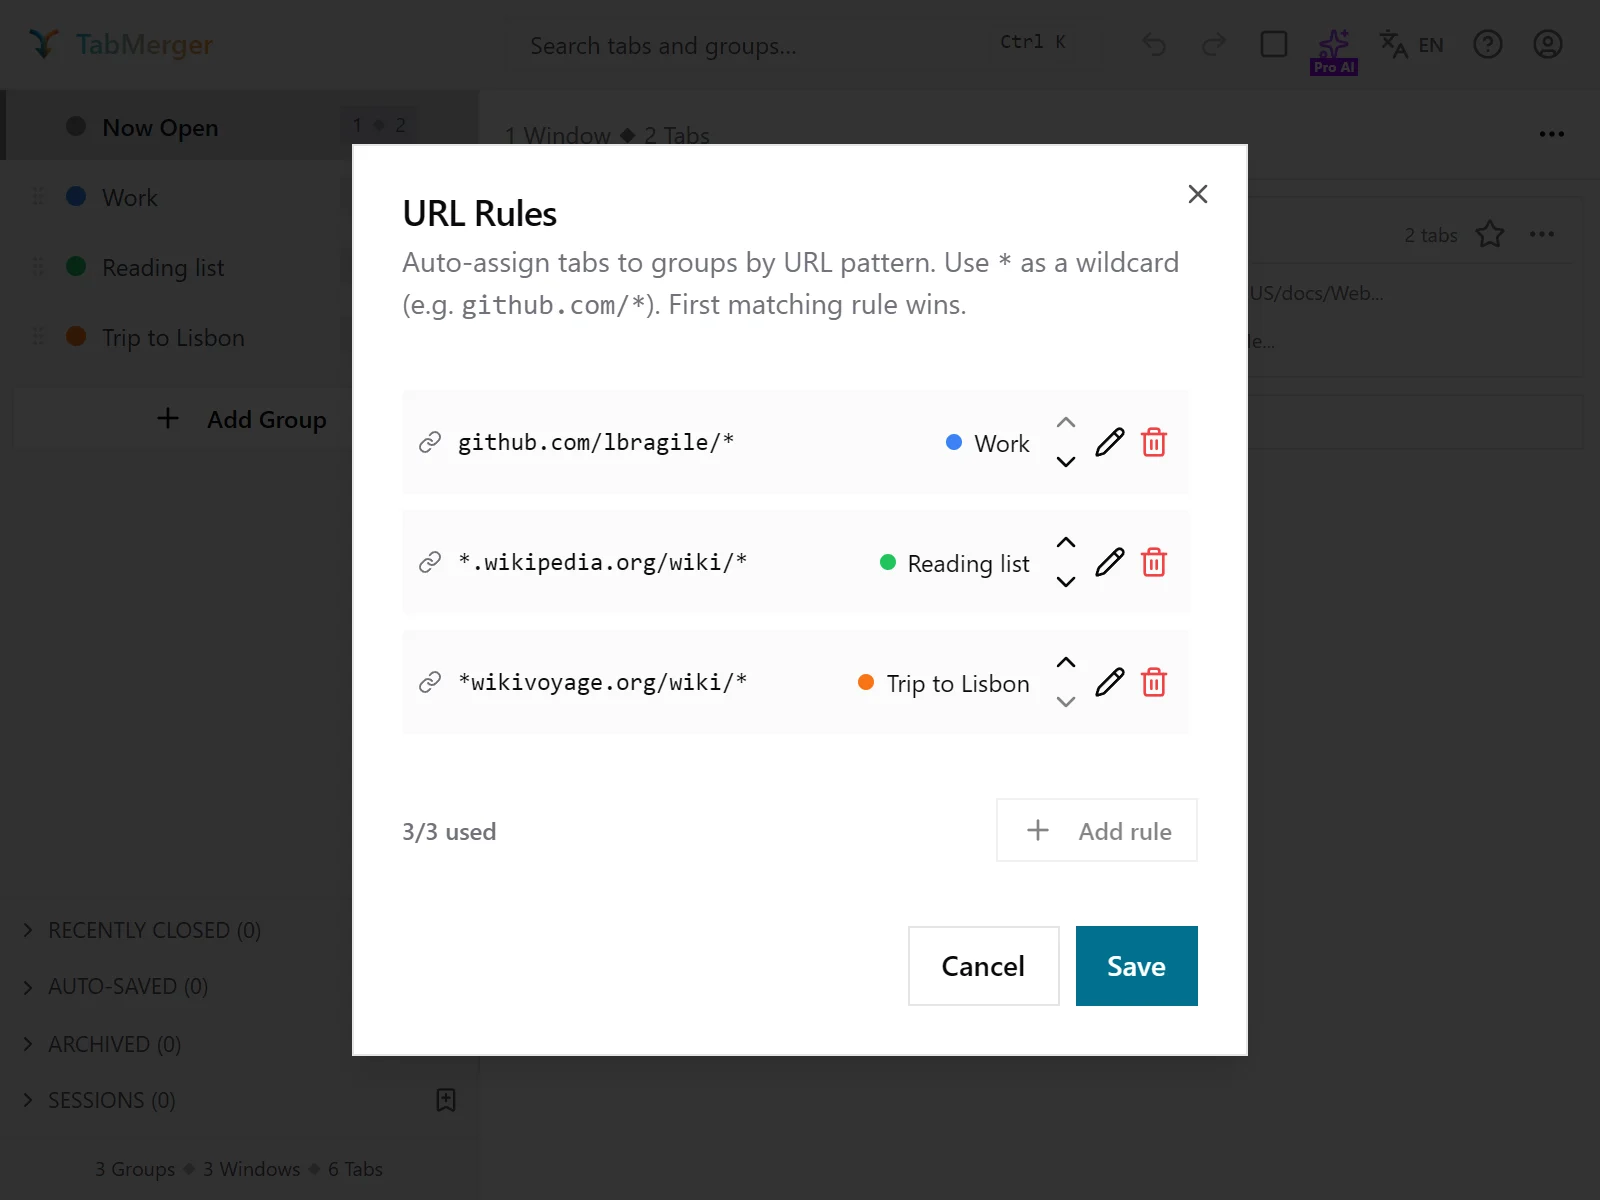 TabMerger
Search tabs and groups...
Ctrl K
Pro AI
EN
Now Open
1 ◆ 2
1 Window ◆ 2 Tabs
Work
Reading list
Trip to Lisbon
Add Group
2 tabs
US/docs/Web...
URL Rules
Auto-assign tabs to groups by URL pattern. Use * as a wildcard
(e.g. github.com/*). First matching rule wins.
github.com/lbragile/*
Work
*.wikipedia.org/wiki/*
Reading list
*wikivoyage.org/wiki/*
Trip to Lisbon
3/3 used
Add rule
Cancel
Save
RECENTLY CLOSED (0)
AUTO-SAVED (0)
ARCHIVED (0)
SESSIONS (0)
3 Groups ◆ 3 Windows ◆ 6 Tabs